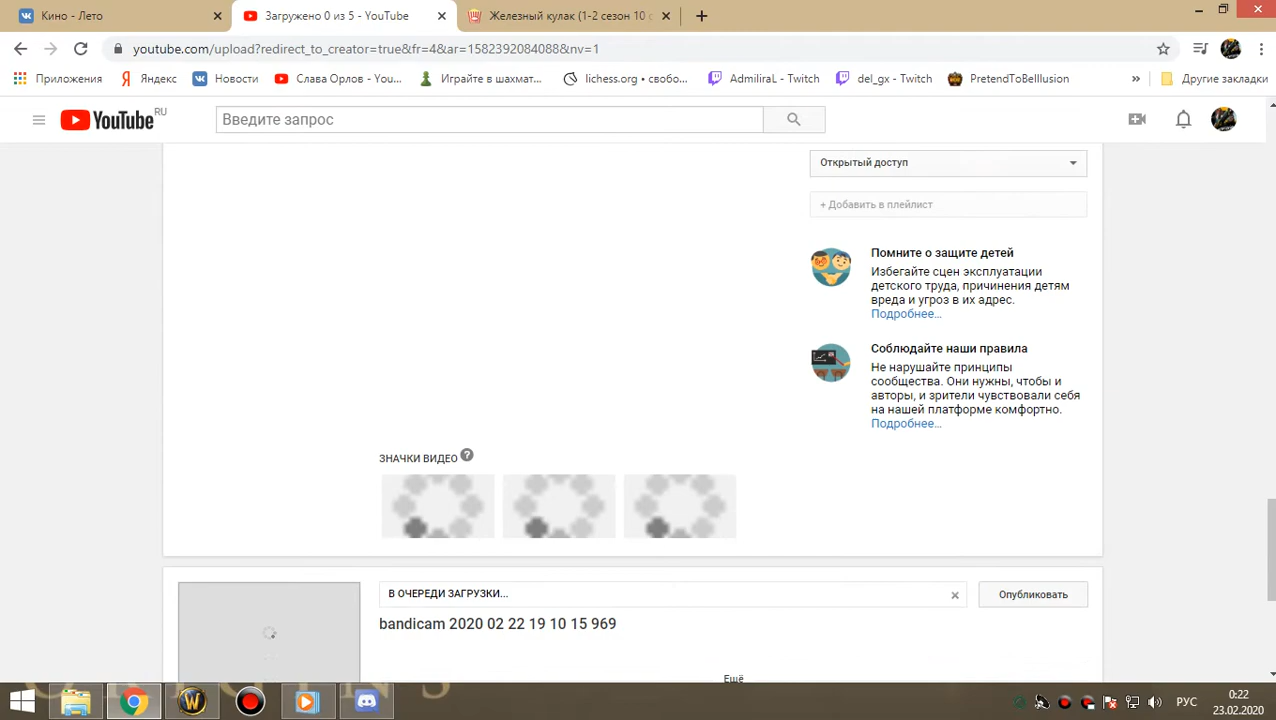 Кино - Лето
Загружено 0 из 5 - YouTube
Железный кулак (1-2 сезон 10 с
youtube.com/upload?redirect_to_creator=true&fr=4&ar=1582392084088&nv=1
Приложения
Яндекс
Новости
Слава Орлов - You...
Играйте в шахмат...
lichess.org • свобо...
AdmiraL - Twitch
del_gx - Twitch
PretendToBeIllusion
»
Другие закладки
YouTube RU
Введите запрос
Открытый доступ
+ Добавить в плейлист
Помните о защите детей
Избегайте сцен эксплуатации
детского труда, причинения детям
вреда и угроз в их адрес.
Подробнее...
Соблюдайте наши правила
Не нарушайте принципы
сообщества. Они нужны, чтобы и
авторы, и зрители чувствовали себя
на нашей платформе комфортно.
Подробнее...
ЗНАЧКИ ВИДЕО ?
В ОЧЕРЕДИ ЗАГРУЗКИ...
Опубликовать
bandicam 2020 02 22 19 10 15 969
Ещё
РУС
0:22
23.02.2020